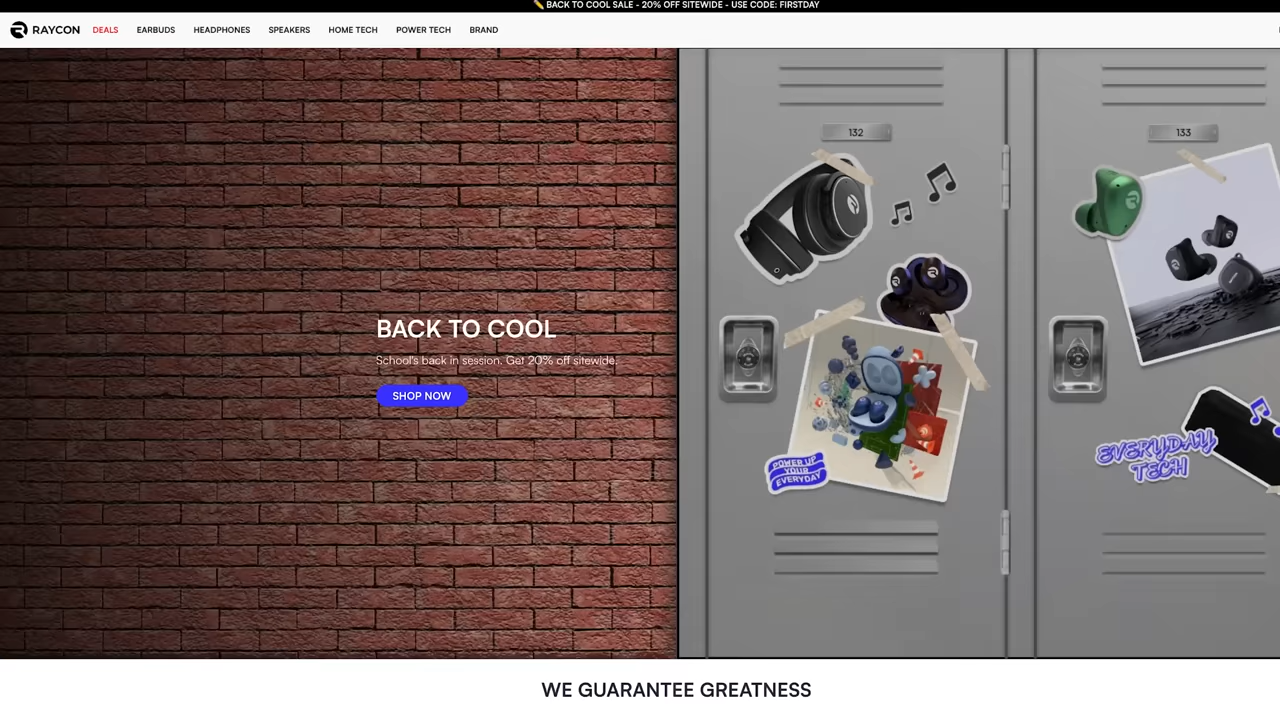 BACK TO COOL SALE - 20% OFF SITEWIDE - USE CODE: FIRSTDAY
RAYCON DEALS EARBUDS HEADPHONES SPEAKERS HOME TECH POWER TECH BRAND
132
133
BACK TO COOL
School's back in session. Get 20% off sitewide.
SHOP NOW
POWER UP
YOUR
EVERYDAY
EVERYDAY
TECH
WE GUARANTEE GREATNESS